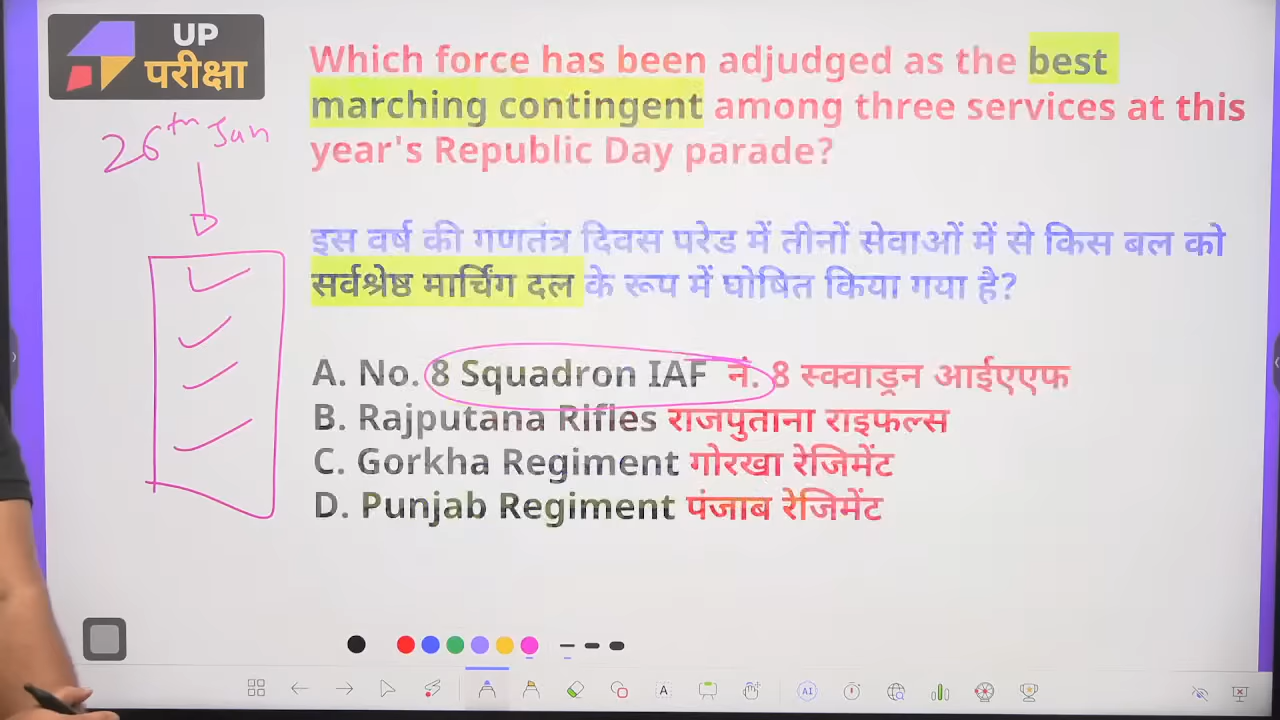 UP
परीक्षा
26th Jan
Which force has been adjudged as the best
marching contingent among three services at this
year's Republic Day parade?
इस वर्ष की गणतंत्र दिवस परेड में तीनों सेवाओं में से किस बल को
सर्वश्रेष्ठ मार्चिंग दल के रूप में घोषित किया गया है?
A. No. 8 Squadron IAF नं. 8 स्क्वाड्रन आईएएफ
B. Rajputana Rifles राजपुताना राइफल्स
C. Gorkha Regiment गोरखा रेजिमेंट
D. Punjab Regiment पंजाब रेजिमेंट
A
AI